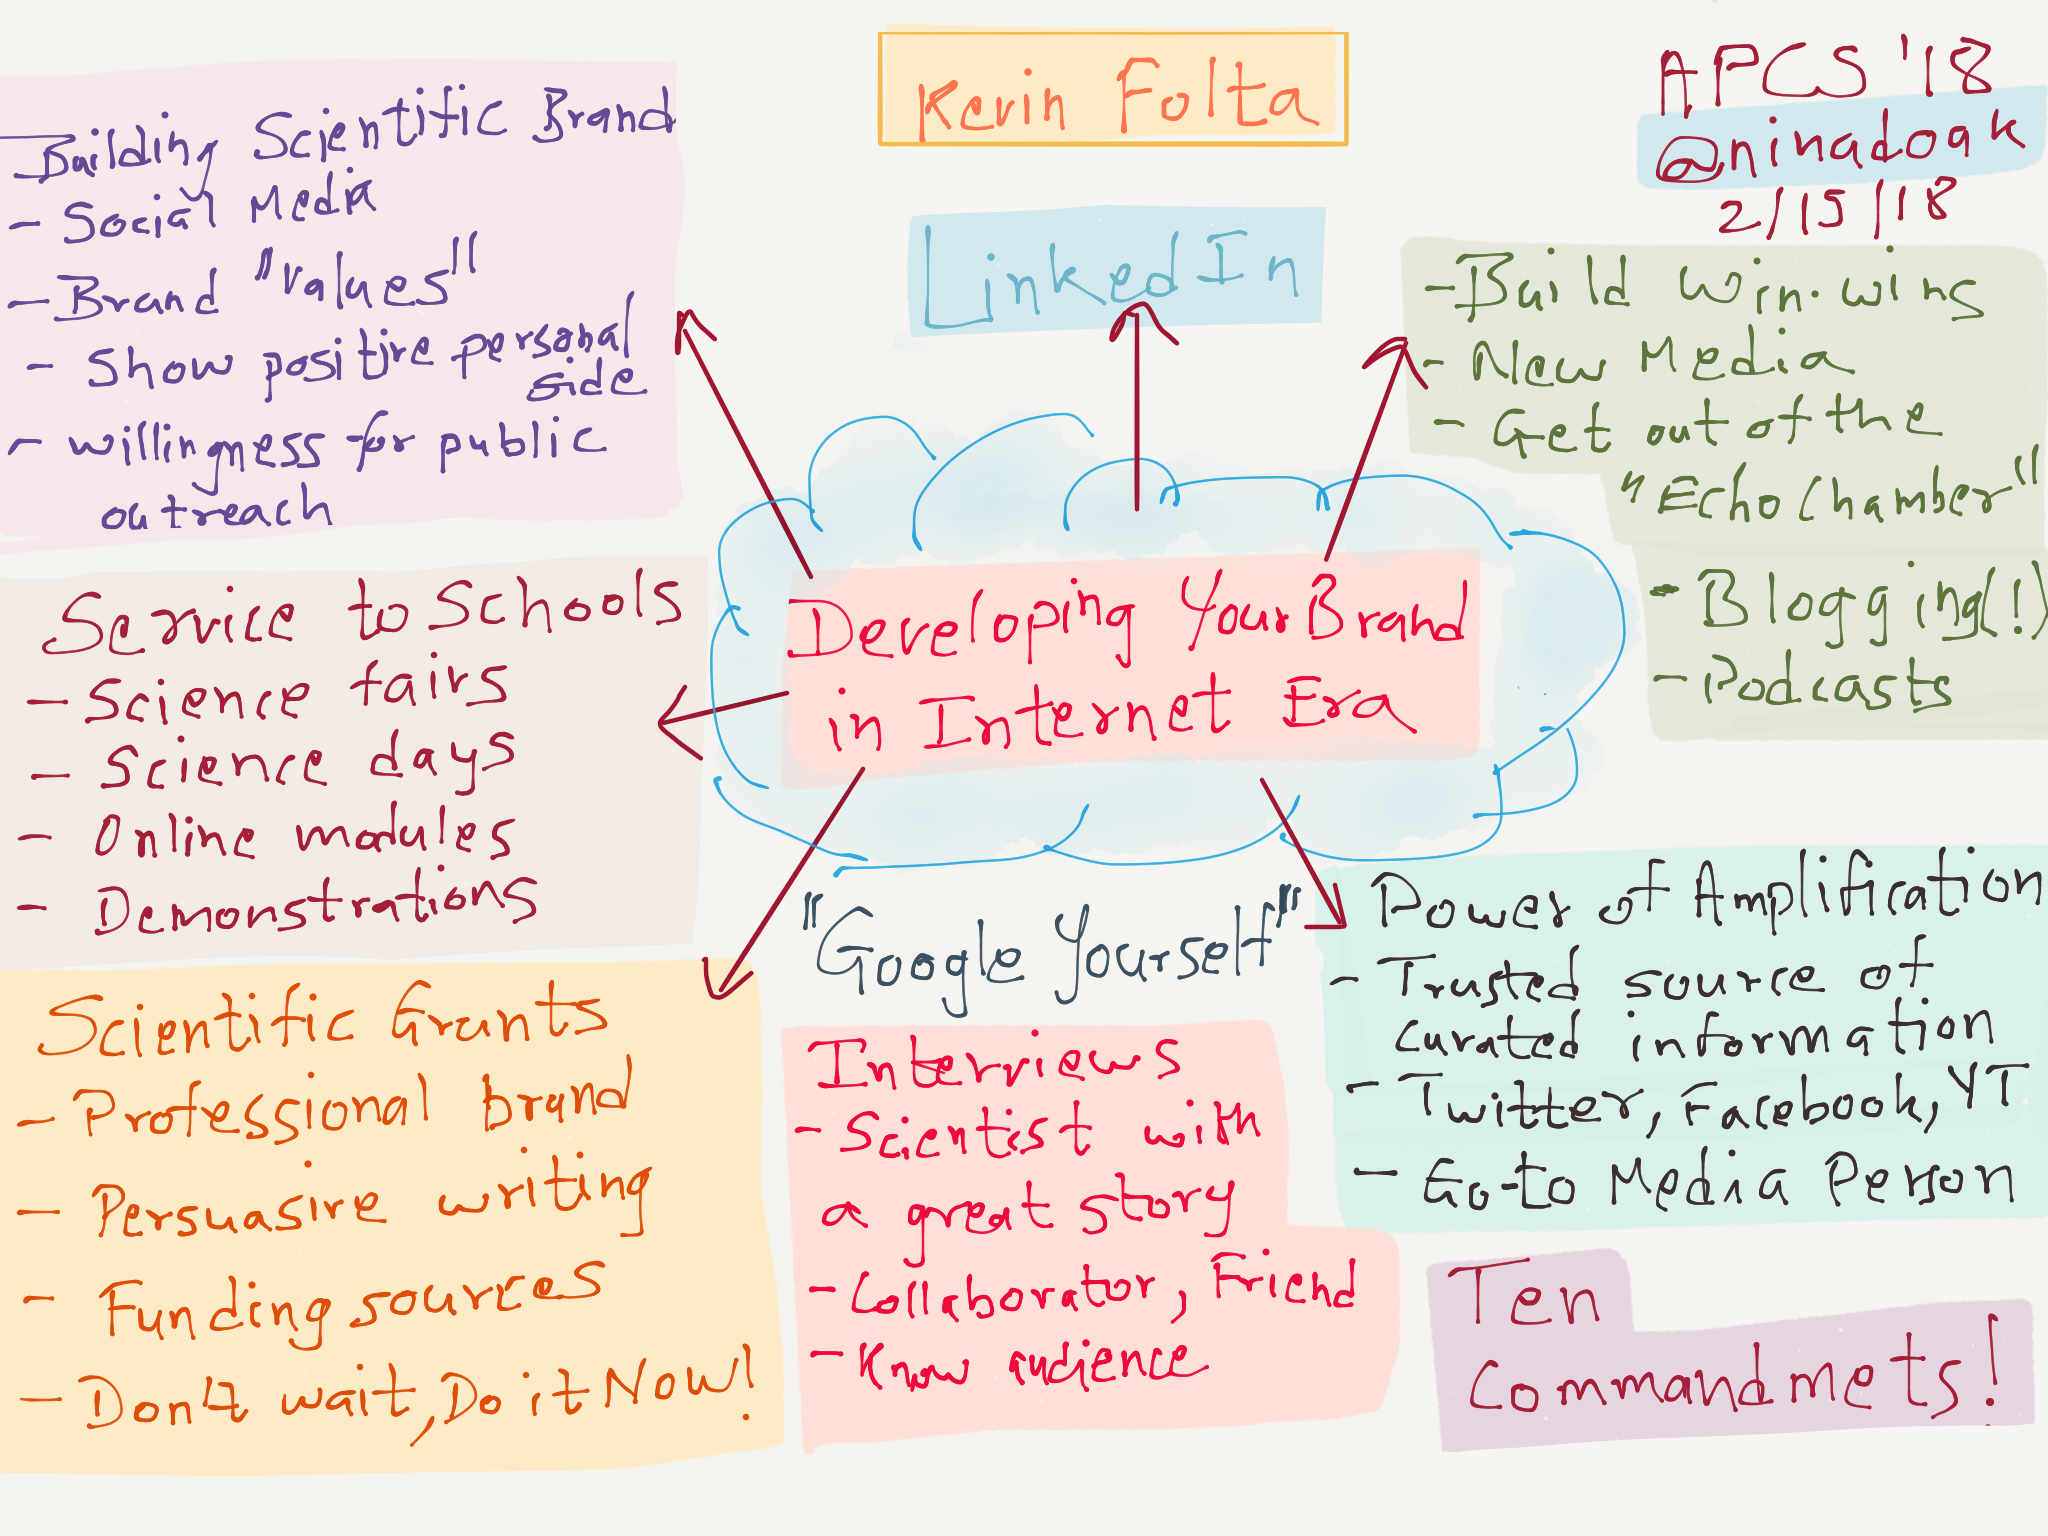 Kevin Folta
APCS '18
@ninadoak
2/15/18
Building Scientific Brand
- Social Media
- Brand "values"
- Show positive personal
side
- willingness for public
outreach
LinkedIn
- Build win-wins
- New Media
- Get out of the
"Echo Chamber"
- Blogging(!)
- Podcasts
Developing Your Brand
in Internet Era
Service to Schools
- Science fairs
- Science days
- Online modules
- Demonstrations
"Google Yourself"
Power of Amplification
- Trusted source of
curated information
- Twitter, Facebook, YT
- Go-to Media Person
Scientific Grants
- Professional brand
- Persuasive writing
- Funding sources
- Don't wait, Do it Now!
Interviews
- Scientist with
a great story
- Collaborator, Friend
- Know audience
Ten
Commandmets!